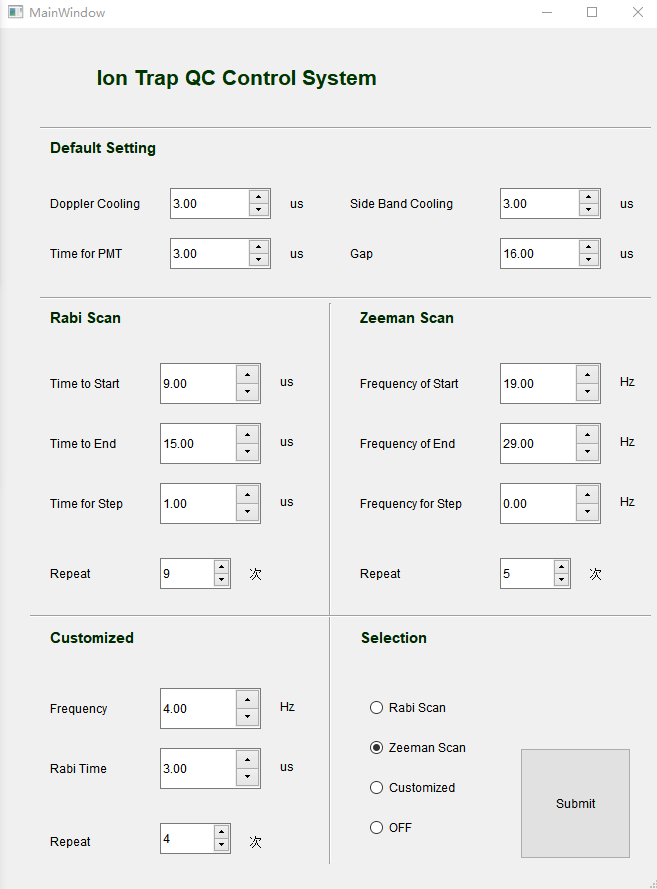 MainWindow
Ion Trap QC Control System
Default Setting
Doppler Cooling 3.00 us Side Band Cooling 3.00 us
Time for PMT 3.00 us Gap 16.00 us
Rabi Scan
Time to Start 9.00 us
Time to End 15.00 us
Time for Step 1.00 us
Repeat 9 次
Zeeman Scan
Frequency of Start 19.00 Hz
Frequency of End 29.00 Hz
Frequency for Step 0.00 Hz
Repeat 5 次
Customized
Frequency 4.00 Hz
Rabi Time 3.00 us
Repeat 4 次
Selection
Rabi Scan
Zeeman Scan
Customized
OFF
Submit